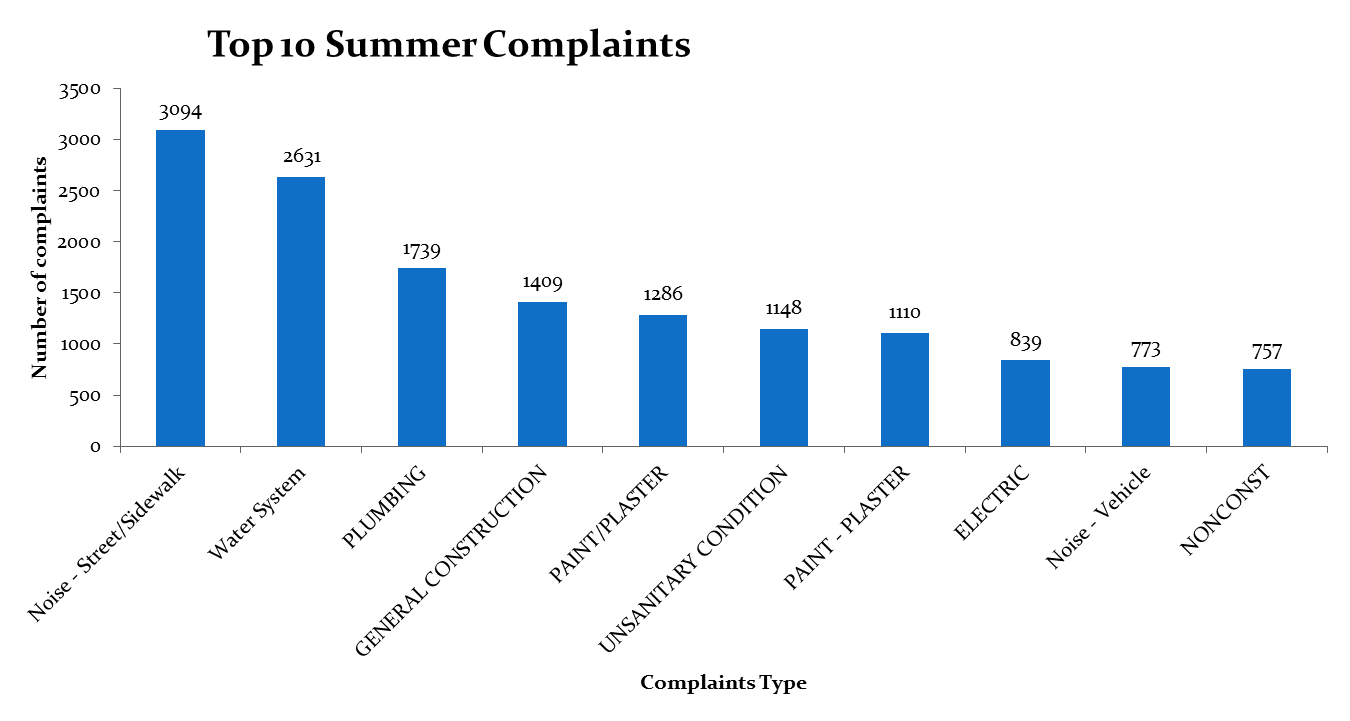 Top 10 Summer Complaints
Number of complaints
3500
3000
2500
2000
1500
1000
500
0
3094
2631
1739
1409
1286
1148
1110
839
773
757
Noise - Street/Sidewalk
Water System
PLUMBING
GENERAL CONSTRUCTION
PAINT/PLASTER
UNSANITARY CONDITION
PAINT - PLASTER
ELECTRIC
Noise - Vehicle
NONCONST
Complaints Type